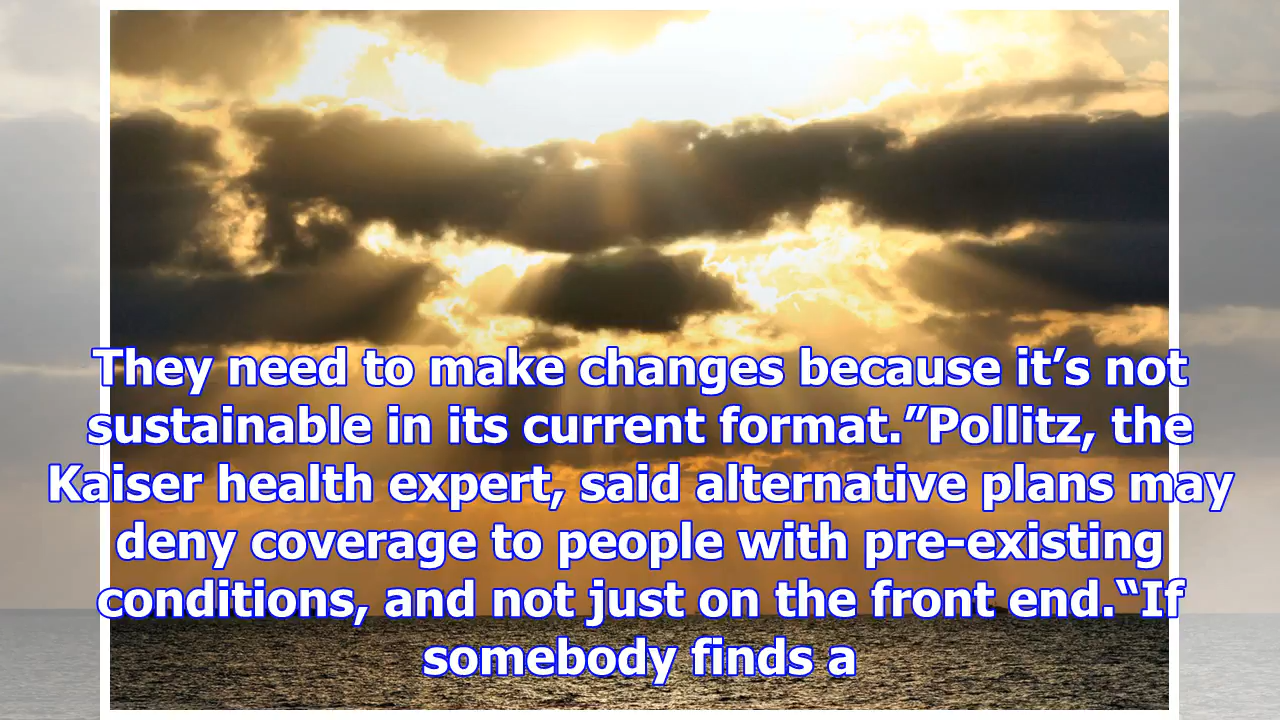 They need to make changes because it’s not
sustainable in its current format.”Pollitz, the
Kaiser health expert, said alternative plans may
deny coverage to people with pre-existing
conditions, and not just on the front end.“If
somebody finds a